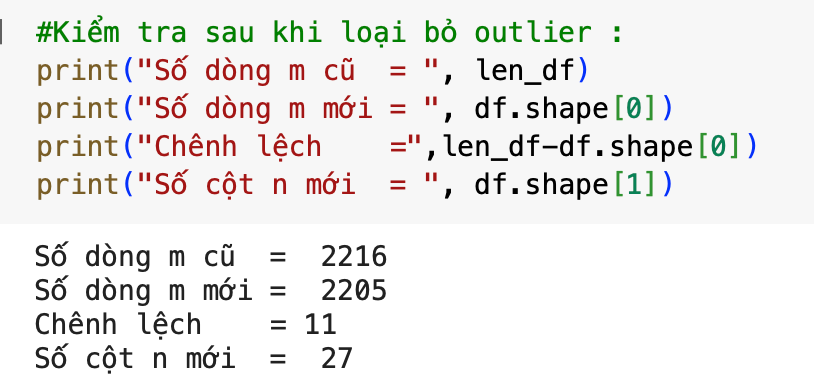 #Kiểm tra sau khi loại bỏ outlier :
print("Số dòng m cũ  = ", len_df)
print("Số dòng m mới = ", df.shape[0])
print("Chênh lệch    =",len_df-df.shape[0])
print("Số cột n mới  = ", df.shape[1])
Số dòng m cũ  =  2216
Số dòng m mới =  2205
Chênh lệch    = 11
Số cột n mới  =  27